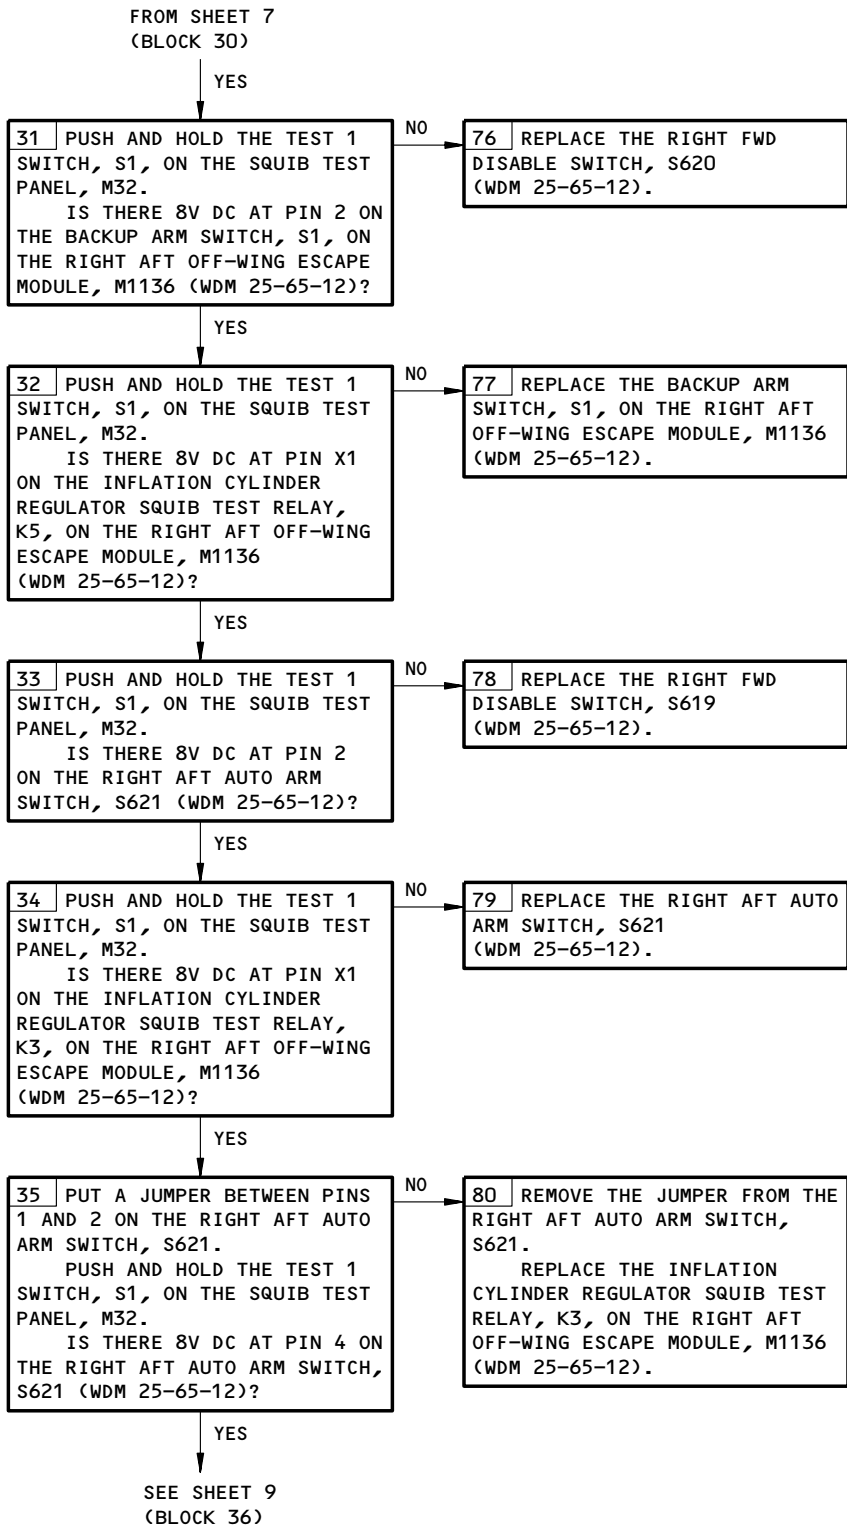 FROM SHEET 7
(BLOCK 30)
YES
31 PUSH AND HOLD THE TEST 1
SWITCH, S1, ON THE SQUIB TEST
PANEL, M32.
IS THERE 8V DC AT PIN 2 ON
THE BACKUP ARM SWITCH, S1, ON
THE RIGHT AFT OFF-WING ESCAPE
MODULE, M1136 (WDM 25-65-12)?
NO
76 REPLACE THE RIGHT FWD
DISABLE SWITCH, S620
(WDM 25-65-12).
YES
32 PUSH AND HOLD THE TEST 1
SWITCH, S1, ON THE SQUIB TEST
PANEL, M32.
IS THERE 8V DC AT PIN X1
ON THE INFLATION CYLINDER
REGULATOR SQUIB TEST RELAY,
K5, ON THE RIGHT AFT OFF-WING
ESCAPE MODULE, M1136
(WDM 25-65-12)?
NO
77 REPLACE THE BACKUP ARM
SWITCH, S1, ON THE RIGHT AFT
OFF-WING ESCAPE MODULE, M1136
(WDM 25-65-12).
YES
33 PUSH AND HOLD THE TEST 1
SWITCH, S1, ON THE SQUIB TEST
PANEL, M32.
IS THERE 8V DC AT PIN 2
ON THE RIGHT AFT AUTO ARM
SWITCH, S621 (WDM 25-65-12)?
NO
78 REPLACE THE RIGHT FWD
DISABLE SWITCH, S619
(WDM 25-65-12).
YES
34 PUSH AND HOLD THE TEST 1
SWITCH, S1, ON THE SQUIB TEST
PANEL, M32.
IS THERE 8V DC AT PIN X1
ON THE INFLATION CYLINDER
REGULATOR SQUIB TEST RELAY,
K3, ON THE RIGHT AFT OFF-WING
ESCAPE MODULE, M1136
(WDM 25-65-12)?
NO
79 REPLACE THE RIGHT AFT AUTO
ARM SWITCH, S621
(WDM 25-65-12).
YES
35 PUT A JUMPER BETWEEN PINS
1 AND 2 ON THE RIGHT AFT AUTO
ARM SWITCH, S621.
PUSH AND HOLD THE TEST 1
SWITCH, S1, ON THE SQUIB TEST
PANEL, M32.
IS THERE 8V DC AT PIN 4 ON
THE RIGHT AFT AUTO ARM SWITCH,
S621 (WDM 25-65-12)?
NO
80 REMOVE THE JUMPER FROM THE
RIGHT AFT AUTO ARM SWITCH,
S621.
REPLACE THE INFLATION
CYLINDER REGULATOR SQUIB TEST
RELAY, K3, ON THE RIGHT AFT
OFF-WING ESCAPE MODULE, M1136
(WDM 25-65-12).
YES
SEE SHEET 9
(BLOCK 36)